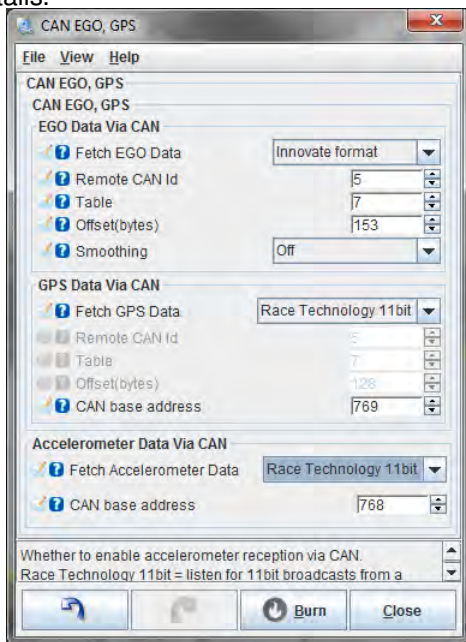 tails.
CAN EGO, GPS
File View Help
CAN EGO, GPS
CAN EGO, GPS
EGO Data Via CAN
Fetch EGO Data Innovate format
Remote CAN Id 5
Table 7
Offset(bytes) 153
Smoothing Off
GPS Data Via CAN
Fetch GPS Data Race Technology 11bit
Remote CAN Id 5
Table 7
Offset(bytes) 128
CAN base address 769
Accelerometer Data Via CAN
Fetch Accelerometer Data Race Technology 11bit
CAN base address 768
Whether to enable accelerometer reception via CAN.
Race Technology 11bit = listen for 11bit broadcasts from a
Burn Close